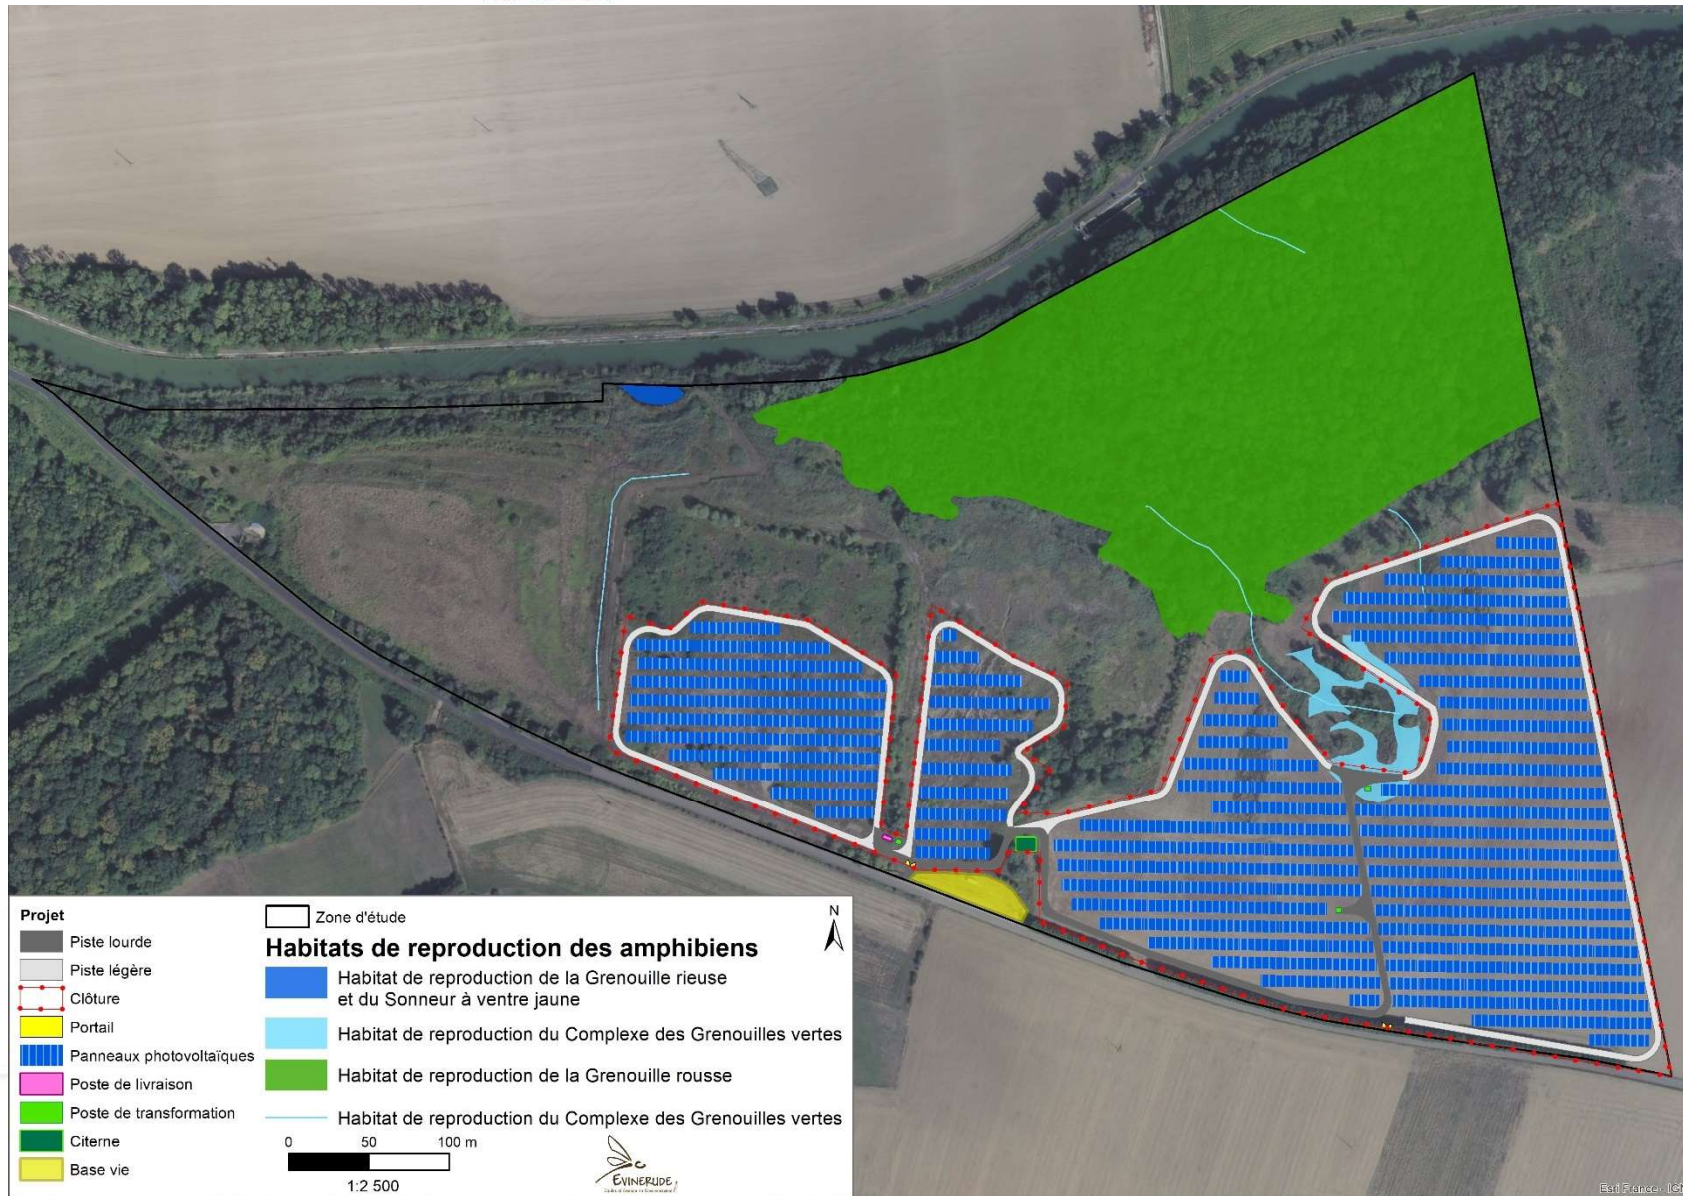 Projet
Piste lourde
Piste légère
Clôture
Portail
Panneaux photovoltaïques
Poste de livraison
Poste de transformation
Citerne
Base vie
Zone d'étude
Habitats de reproduction des amphibiens
Habitat de reproduction de la Grenouille rieuse
et du Sonneur à ventre jaune
Habitat de reproduction du Complexe des Grenouilles vertes
Habitat de reproduction de la Grenouille rousse
Habitat de reproduction du Complexe des Grenouilles vertes
0 50 100 m
1:2 500
N
EVINERUDE
Esri France - IGN